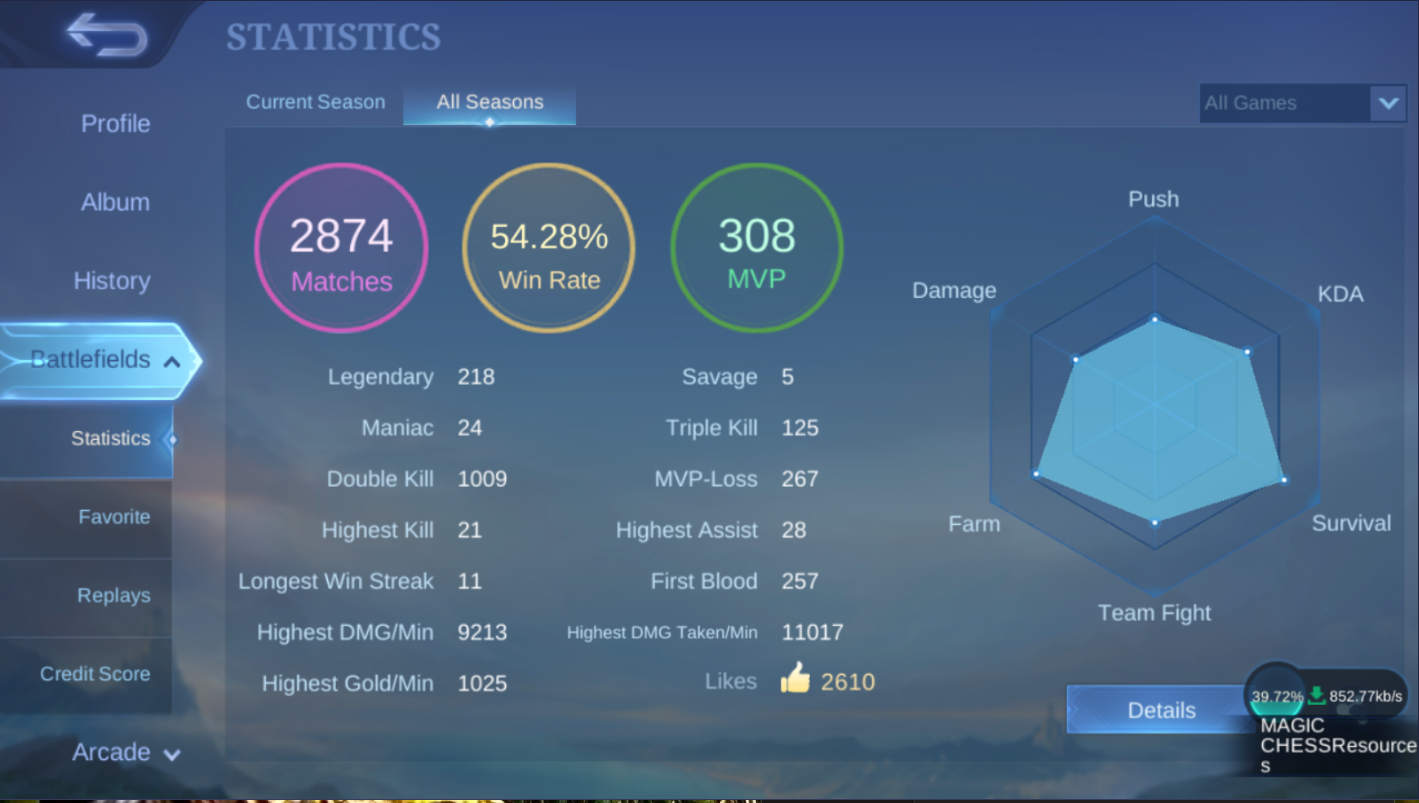 STATISTICS
Current Season
All Seasons
All Games
Profile
Album
History
Battlefields
Statistics
Favorite
Replays
Credit Score
Arcade
2874
Matches
54.28%
Win Rate
308
MVP
Legendary 218
Savage 5
Maniac 24
Triple Kill 125
Double Kill 1009
MVP-Loss 267
Highest Kill 21
Highest Assist 28
Longest Win Streak 11
First Blood 257
Highest DMG/Min 9213
Highest DMG Taken/Min 11017
Highest Gold/Min 1025
Likes 2610
Push
Damage
KDA
Farm
Survival
Team Fight
Details
39.72% 852.77kb/s
MAGIC
CHESSResource
s